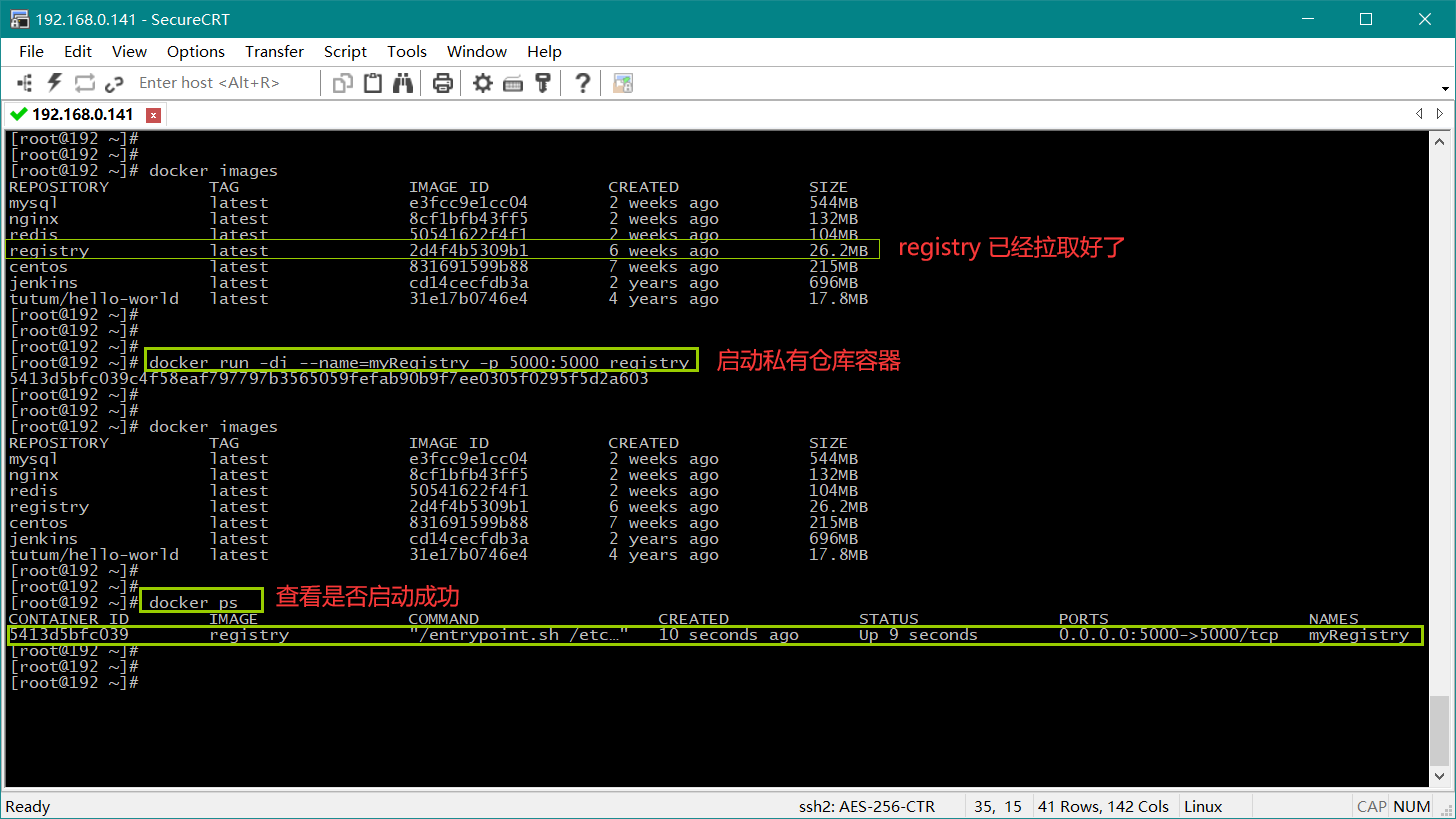 192.168.0.141 - SecureCRT
File Edit View Options Transfer Script Tools Window Help
Enter host <Alt+R>
192.168.0.141
[root@192 ~]#
[root@192 ~]#
[root@192 ~]# docker images
REPOSITORY TAG IMAGE ID CREATED SIZE
mysql latest e3fcc9e1cc04 2 weeks ago 544MB
nginx latest 8cf1bfb43ff5 2 weeks ago 132MB
redis latest 50541622f4f1 2 weeks ago 104MB
registry latest 2d4f4b5309b1 6 weeks ago 26.2MB registry 已经拉取好了
centos latest 831691599b88 7 weeks ago 215MB
jenkins latest cd14cecfdb3a 2 years ago 696MB
tutum/hello-world latest 31e17b0746e4 4 years ago 17.8MB
[root@192 ~]#
[root@192 ~]#
[root@192 ~]#
[root@192 ~]# docker run -di --name=myRegistry -p 5000:5000 registry 启动私有仓库容器
5413d5bfc039c4f58eaf797797b3565059fefab90b9f7ee0305f0295f5d2a603
[root@192 ~]#
[root@192 ~]#
[root@192 ~]# docker images
REPOSITORY TAG IMAGE ID CREATED SIZE
mysql latest e3fcc9e1cc04 2 weeks ago 544MB
nginx latest 8cf1bfb43ff5 2 weeks ago 132MB
redis latest 50541622f4f1 2 weeks ago 104MB
registry latest 2d4f4b5309b1 6 weeks ago 26.2MB
centos latest 831691599b88 7 weeks ago 215MB
jenkins latest cd14cecfdb3a 2 years ago 696MB
tutum/hello-world latest 31e17b0746e4 4 years ago 17.8MB
[root@192 ~]#
[root@192 ~]#
[root@192 ~]# docker ps 查看是否启动成功
CONTAINER ID IMAGE COMMAND CREATED STATUS PORTS NAMES
5413d5bfc039 registry "/entrypoint.sh /etc…" 10 seconds ago Up 9 seconds 0.0.0.0:5000->5000/tcp myRegistry
[root@192 ~]#
[root@192 ~]#
[root@192 ~]#
Ready ssh2: AES-256-CTR 35, 15 41 Rows, 142 Cols Linux CAP NUM